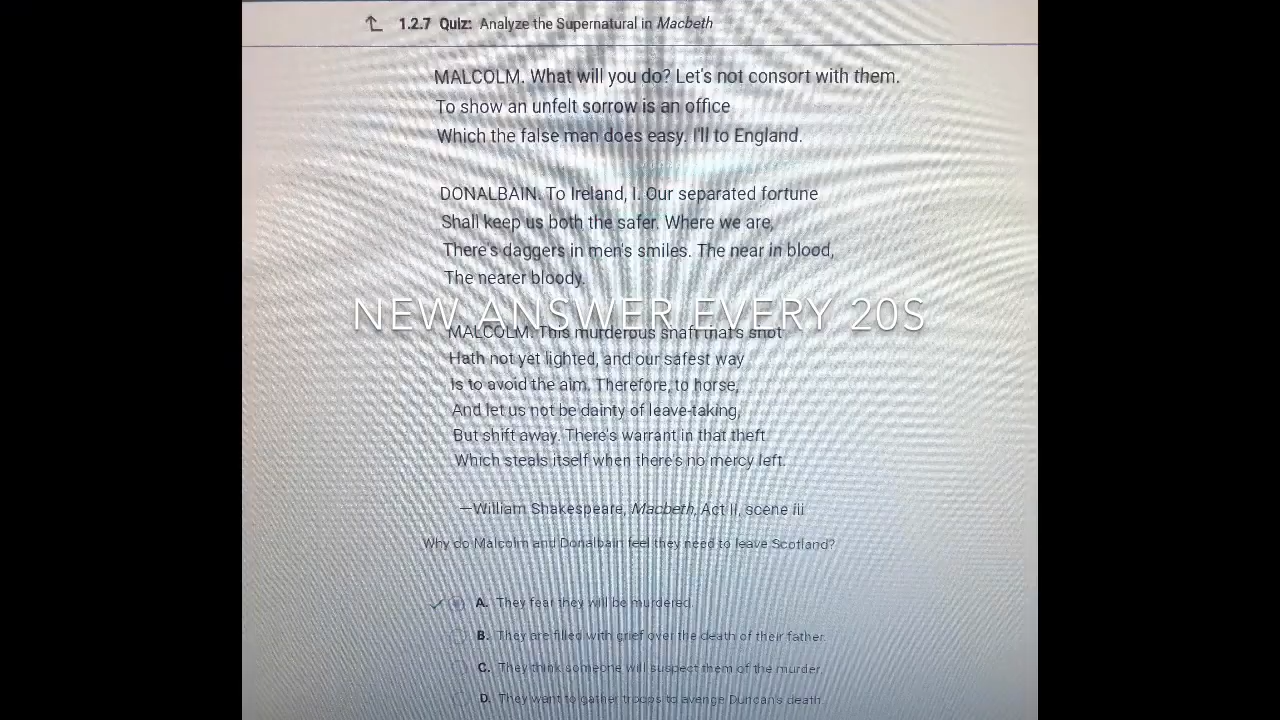 1.2.7 Quiz: Analyze the Supernatural in Macbeth
MALCOLM. What will you do? Let's not consort with them.
To show an unfelt sorrow is an office
Which the false man does easy. I'll to England.
DONALBAIN. To Ireland, I. Our separated fortune
Shall keep us both the safer. Where we are,
There's daggers in men's smiles. The near in blood,
The nearer bloody.
NEW ANSWER EVERY 20S
MALCOLM. This murderous shaft that's shot
Hath not yet lighted, and our safest way
Is to avoid the aim. Therefore, to horse,
And let us not be dainty of leave-taking,
But shift away. There's warrant in that theft
Which steals itself when there's no mercy left.
—William Shakespeare, Macbeth, Act II, scene iii
Why do Malcolm and Donalbain feel they need to leave Scotland?
A. They fear they will be murdered.
B. They are filled with grief over the death of their father.
C. They think someone will suspect them of the murder.
D. They want to gather troops to avenge Duncan's death.